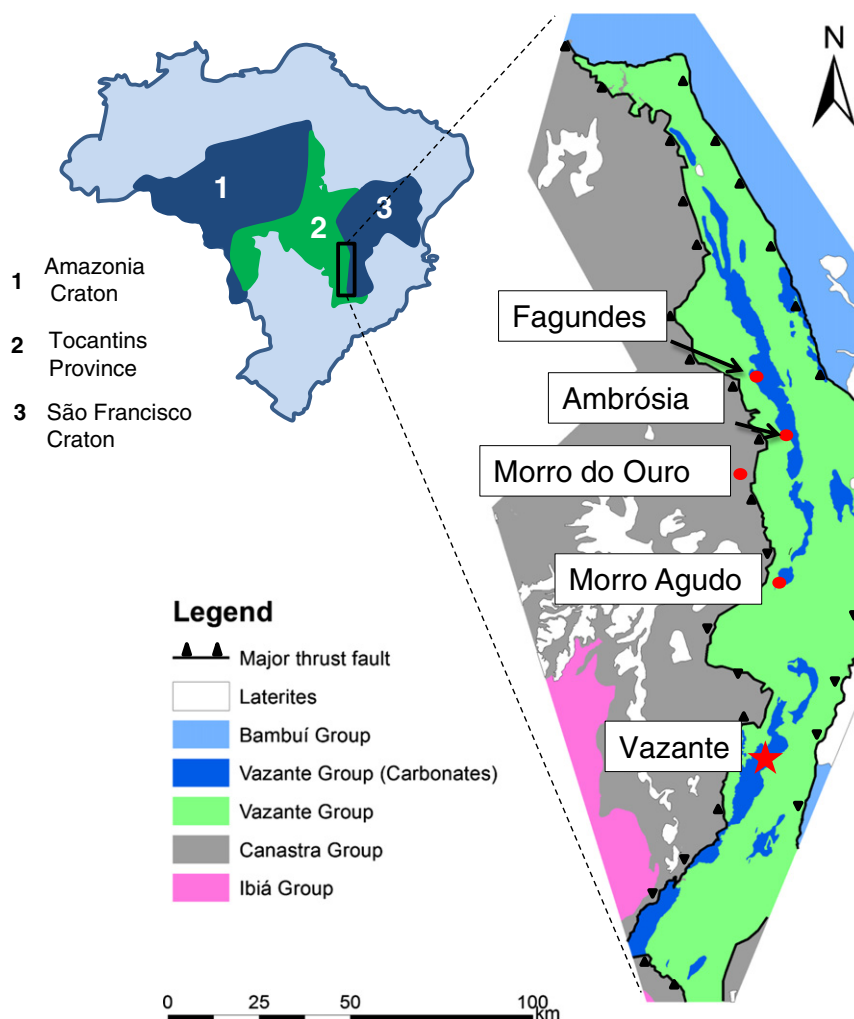 N
1
2
3
1 Amazonia
Craton
2 Tocantins
Province
3 São Francisco
Craton
Fagundes
Ambrósia
Morro do Ouro
Morro Agudo
Vazante
Legend
Major thrust fault
Laterites
Bambuí Group
Vazante Group (Carbonates)
Vazante Group
Canastra Group
Ibiá Group
0 25 50 100
km